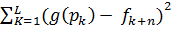 ∑_{K=1}^{L}(g(p_k) − f_{k+n})^2